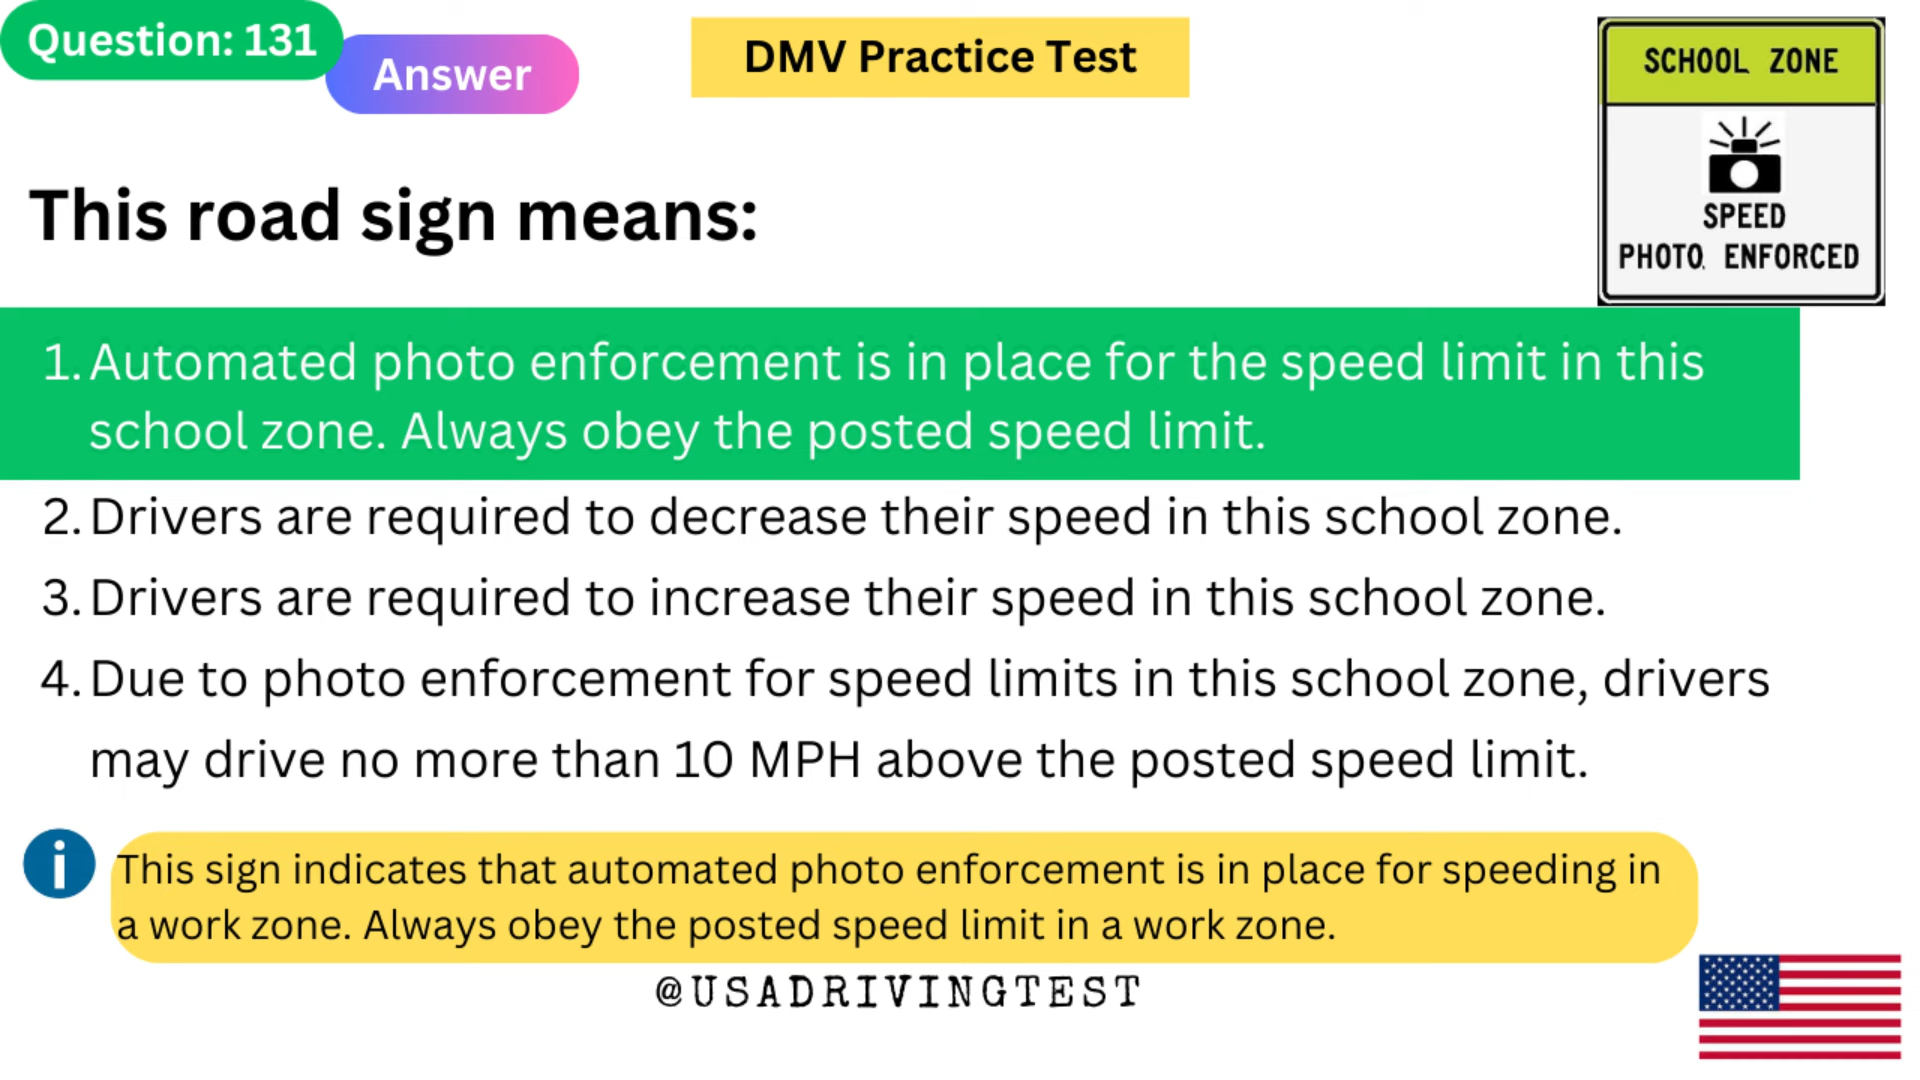 Question: 131
Answer
DMV Practice Test
SCHOOL ZONE
SPEED
PHOTO ENFORCED
This road sign means:
1. Automated photo enforcement is in place for the speed limit in this
school zone. Always obey the posted speed limit.
2. Drivers are required to decrease their speed in this school zone.
3. Drivers are required to increase their speed in this school zone.
4. Due to photo enforcement for speed limits in this school zone, drivers
may drive no more than 10 MPH above the posted speed limit.
i
This sign indicates that automated photo enforcement is in place for speeding in
a work zone. Always obey the posted speed limit in a work zone.
@USADRIVINGTEST